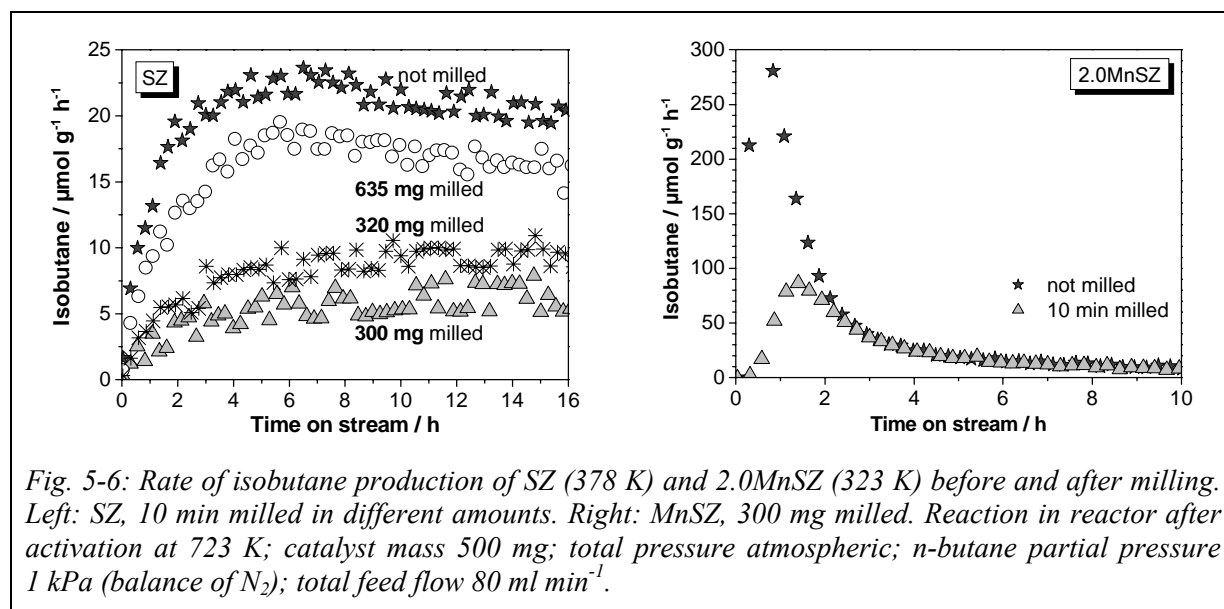 SZ
not milled
635 mg milled
320 mg milled
300 mg milled
25
20
15
10
5
0
0 2 4 6 8 10 12 14 16
Time on stream / h
Isobutane / µmol g⁻¹ h⁻¹
2.0MnSZ
not milled
10 min milled
300
250
200
150
100
50
0
0 2 4 6 8 10
Time on stream / h
Isobutane / µmol g⁻¹ h⁻¹
Fig. 5-6: Rate of isobutane production of SZ (378 K) and 2.0MnSZ (323 K) before and after milling.
Left: SZ, 10 min milled in different amounts. Right: MnSZ, 300 mg milled. Reaction in reactor after
activation at 723 K; catalyst mass 500 mg; total pressure atmospheric; n-butane partial pressure
1 kPa (balance of N₂); total feed flow 80 ml min⁻¹.